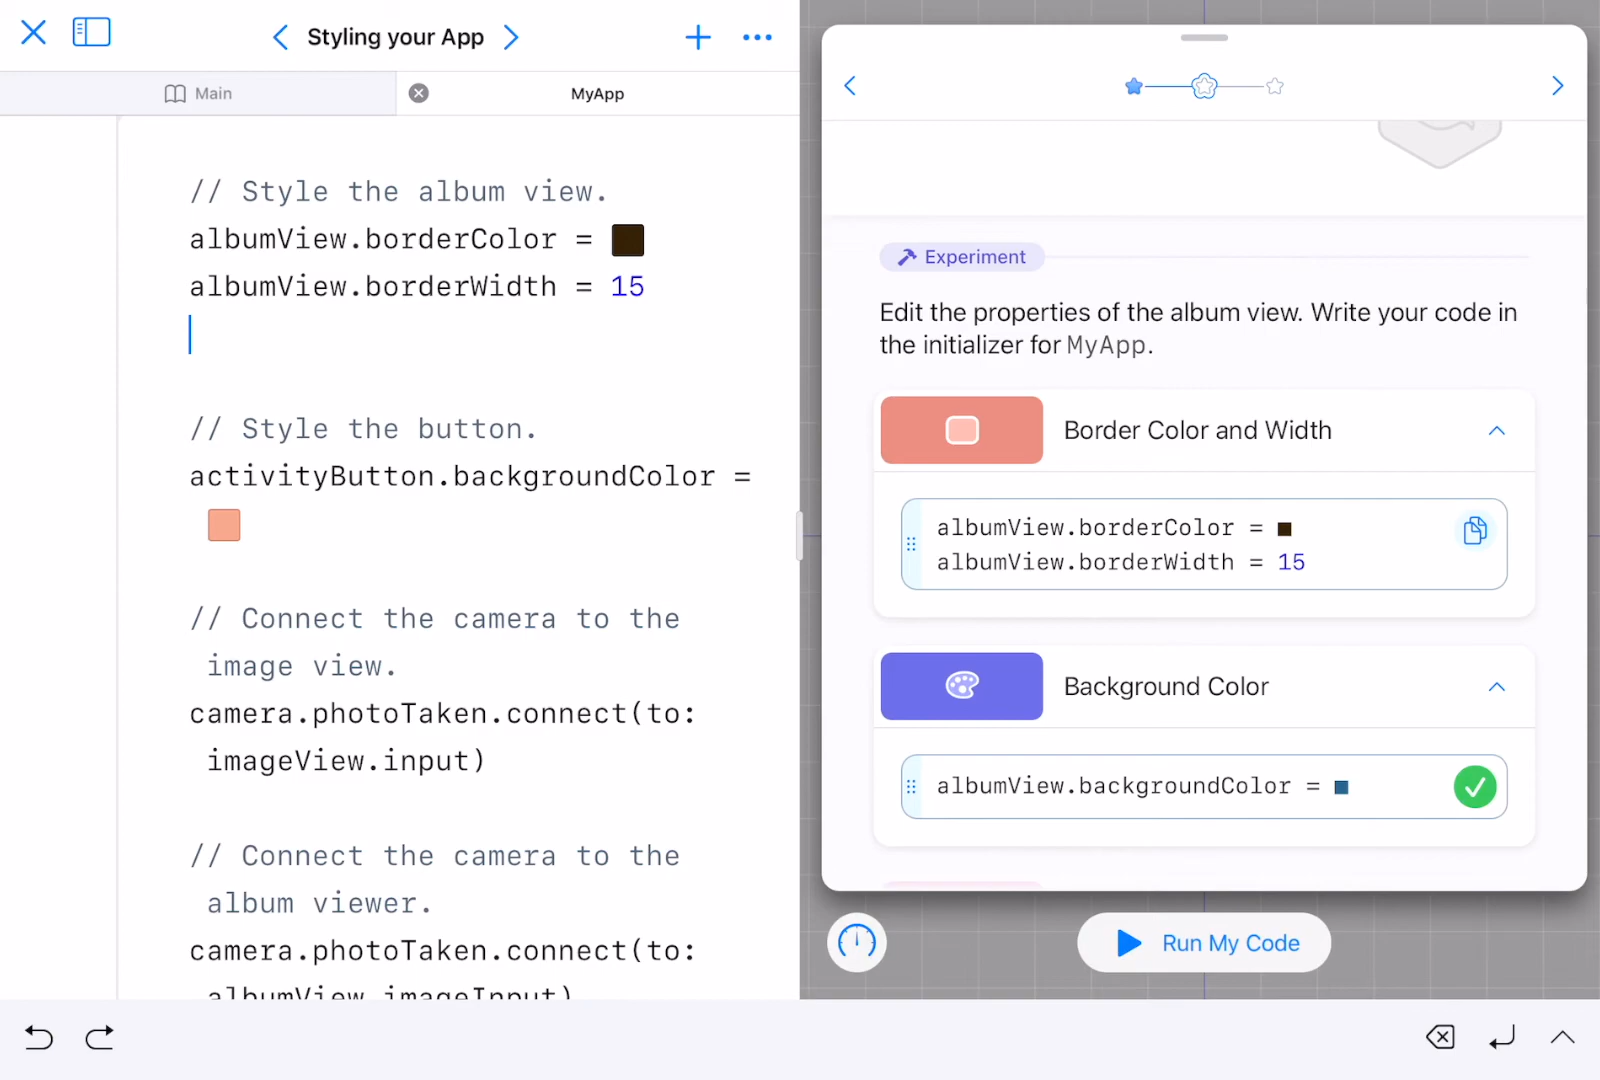 Styling your App
Main
MyApp
// Style the album view.
albumView.borderColor =
albumView.borderWidth = 15
// Style the button.
activityButton.backgroundColor =
// Connect the camera to the
image view.
camera.photoTaken.connect(to:
imageView.input)
// Connect the camera to the
album viewer.
camera.photoTaken.connect(to:
albumView.imageInput)
Experiment
Edit the properties of the album view. Write your code in
the initializer for MyApp.
Border Color and Width
albumView.borderColor =
albumView.borderWidth = 15
Background Color
albumView.backgroundColor =
Run My Code